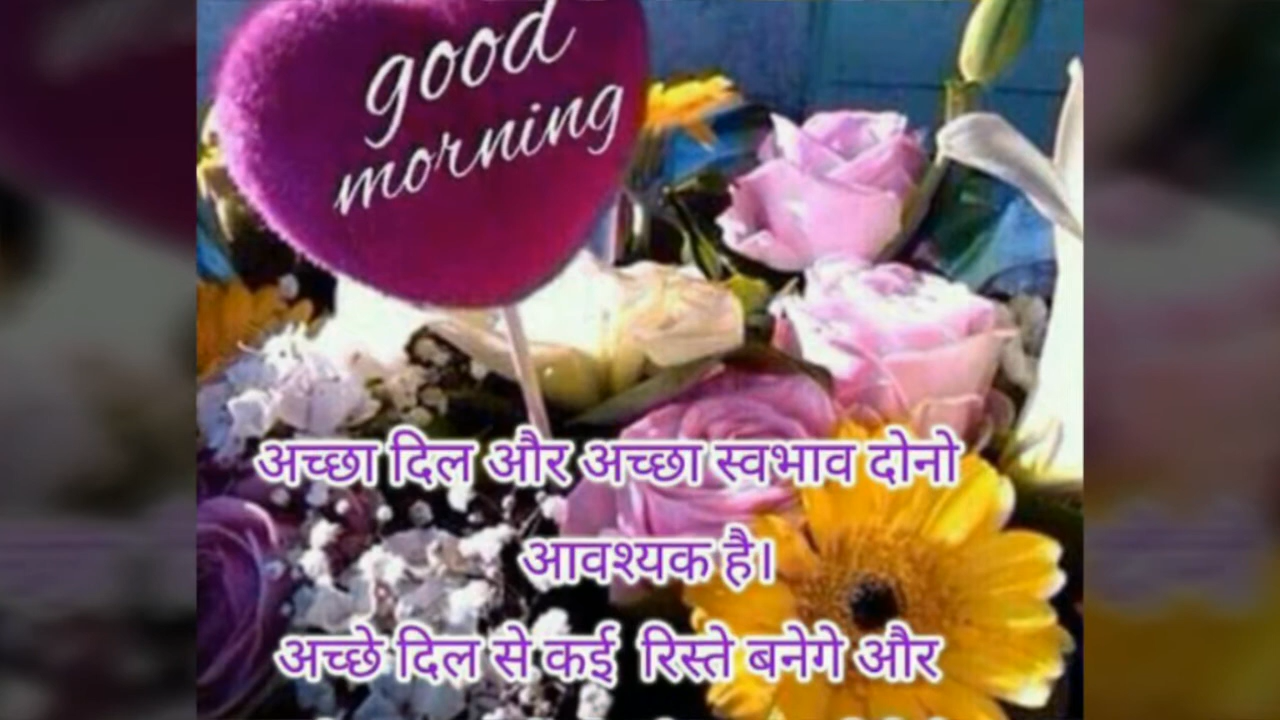 good
morning
अच्छा दिल और अच्छा स्वभाव दोनो
आवश्यक है।
अच्छे दिल से कई रिस्ते बनेगे और